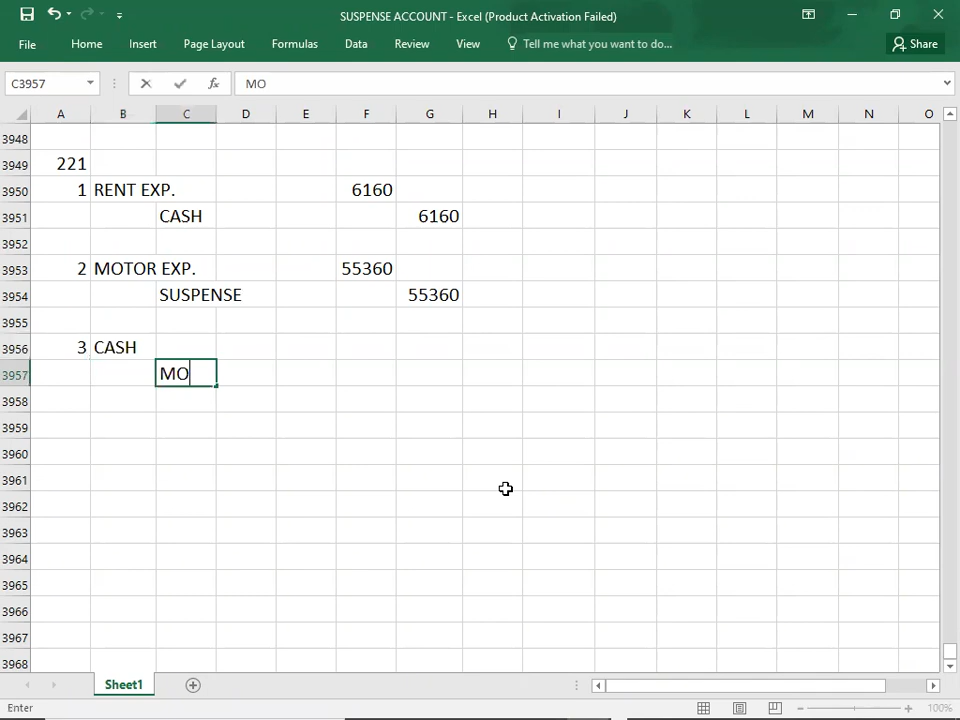 SUSPENSE ACCOUNT - Excel (Product Activation Failed)
File Home Insert Page Layout Formulas Data Review View Tell me what you want to do... Share
C3957 fx MO
A B C D E F G H I J K L M N O
3948
3949 221
3950 1 RENT EXP. 6160
3951 CASH 6160
3952
3953 2 MOTOR EXP. 55360
3954 SUSPENSE 55360
3955
3956 3 CASH
3957 MO
3958
3959
3960
3961
3962
3963
3964
3965
3966
3967
3968
Sheet1
Enter 100%